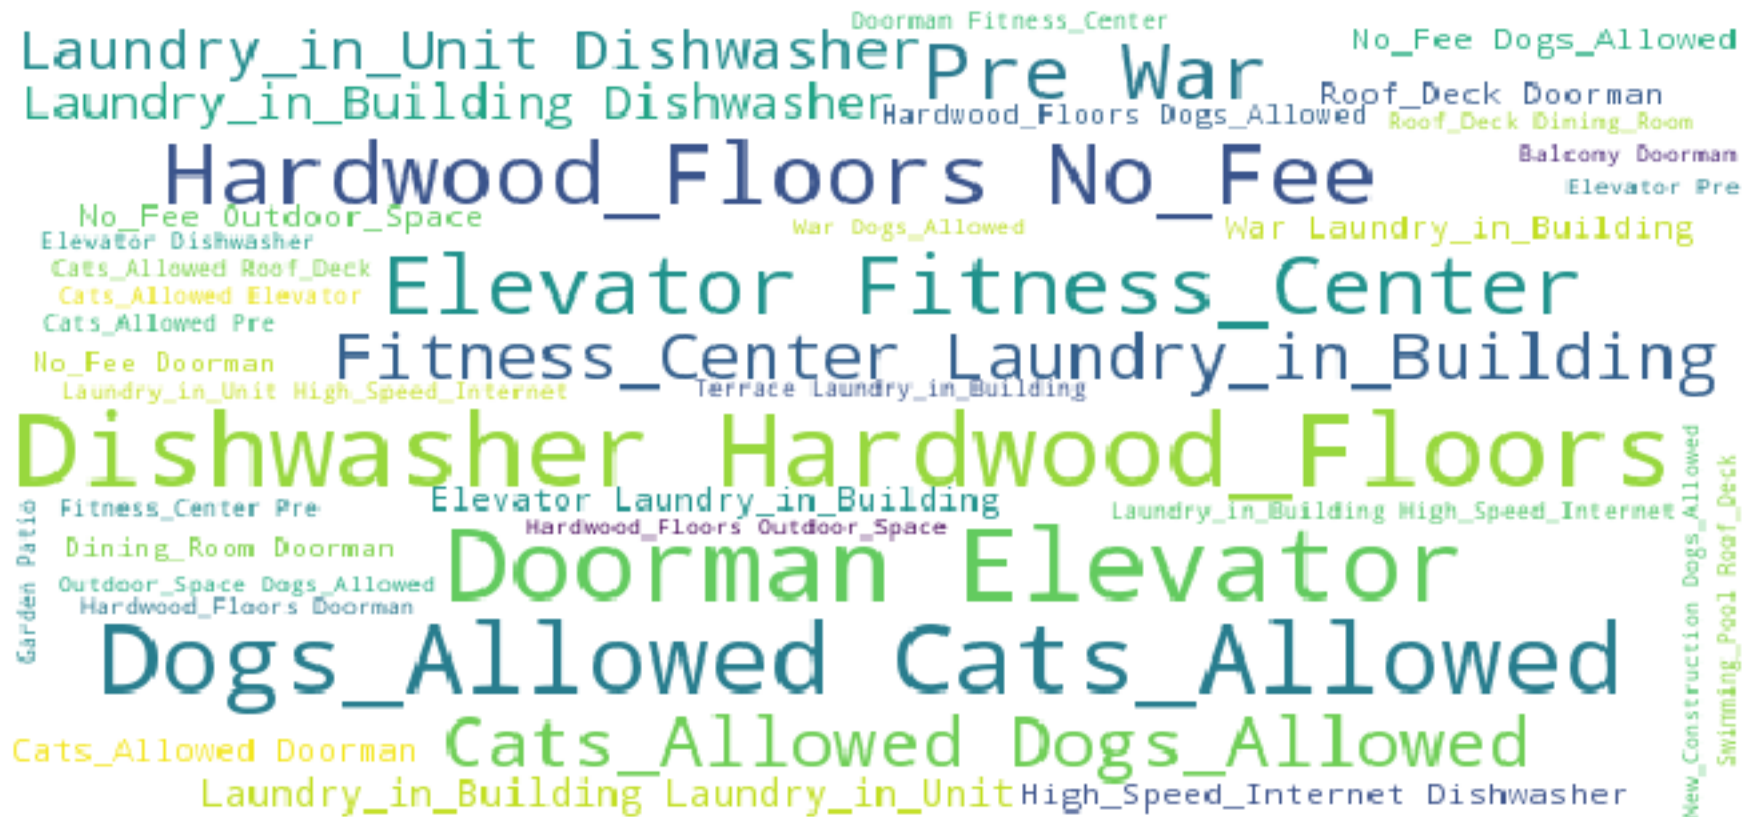 Doorman Fitness_Center
Laundry_in_Unit Dishwasher
No_Fee Dogs_Allowed
Pre War
Laundry_in_Building Dishwasher
Roof_Deck Doorman
Hardwood_Floors Dogs_Allowed
Roof_Deck Dining_Room
Hardwood_Floors No_Fee
Balcony Doorman
Elevator Pre
No_Fee Outdoor_Space
War Dogs_Allowed
War Laundry_in_Building
Elevator Dishwasher
Cats_Allowed Roof_Deck
Elevator Fitness_Center
Cats_Allowed Elevator
Cats_Allowed Pre
Fitness_Center Laundry_in_Building
No_Fee Doorman
Laundry_in_Unit High_Speed_Internet
Terrace Laundry_in_Building
Dishwasher Hardwood_Floors
Elevator Laundry_in_Building
Fitness_Center Pre
Laundry_in_Building High_Speed_Internet
Hardwood_Floors Outdoor_Space
Dining_Room Doorman
Doorman Elevator
Outdoor_Space Dogs_Allowed
Hardwood_Floors Doorman
Garden Patio
Dogs_Allowed Cats_Allowed
New_Construction Dogs_Allowed
Swimming_Pool Roof_Deck
Cats_Allowed Doorman
Cats_Allowed Dogs_Allowed
Laundry_in_Building Laundry_in_Unit
High_Speed_Internet Dishwasher